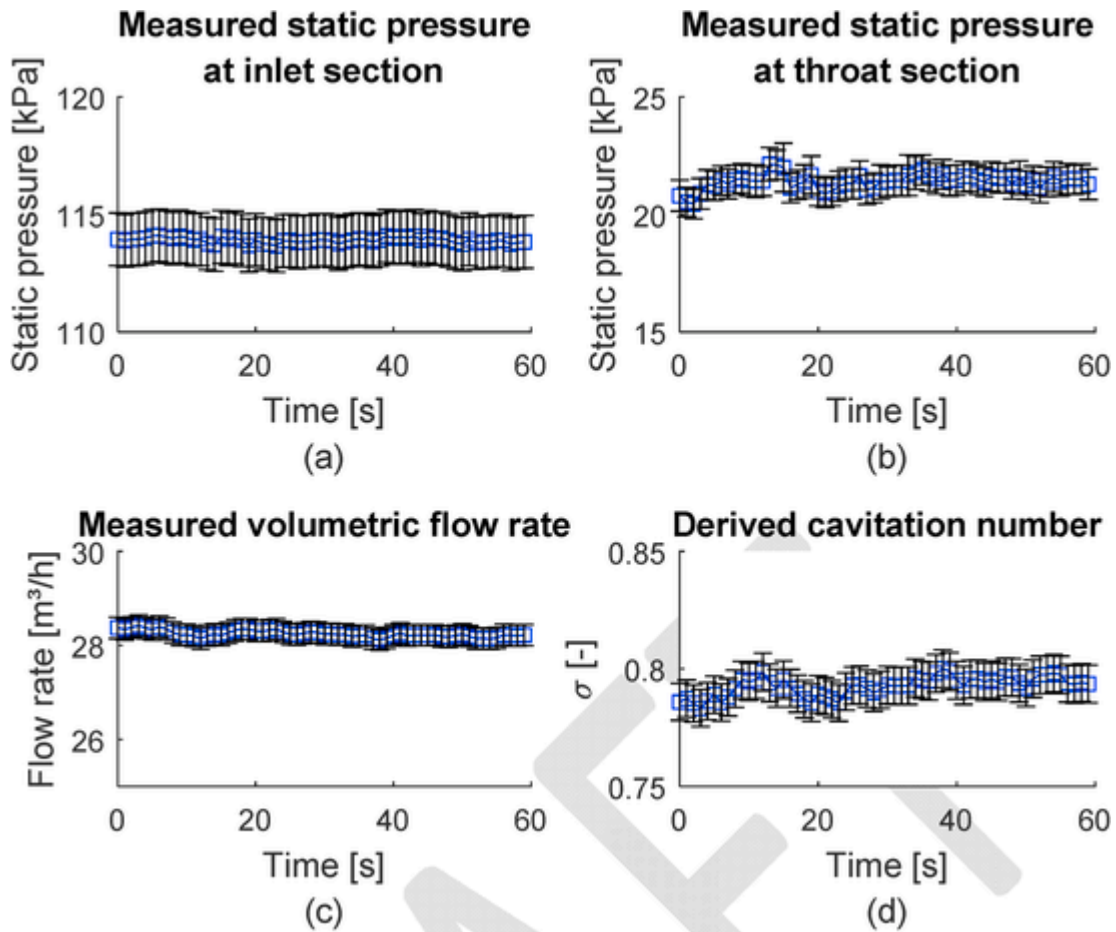 Measured static pressure
at inlet section
Static pressure [kPa]
120
115
110
0
20
40
60
Time [s]
(a)
Measured static pressure
at throat section
Static pressure [kPa]
25
20
15
0
20
40
60
Time [s]
(b)
Measured volumetric flow rate
Flow rate [m³/h]
30
28
26
0
20
40
60
Time [s]
(c)
Derived cavitation number
σ [-]
0.85
0.8
0.75
0
20
40
60
Time [s]
(d)